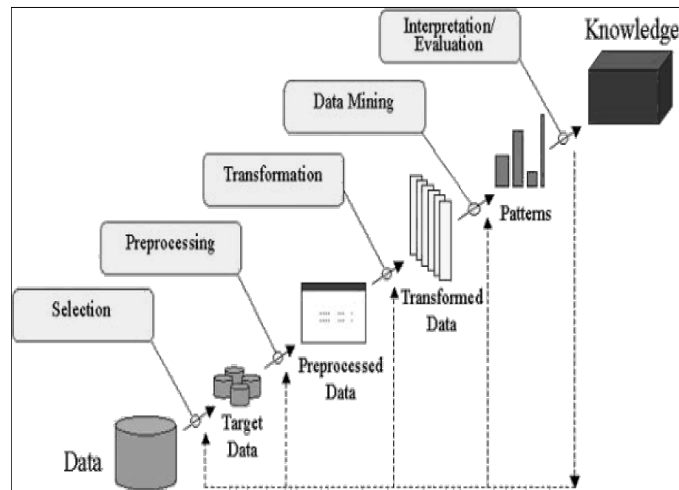 Interpretation/
Evaluation
Knowledge
Data Mining
Transformation
Patterns
Preprocessing
Transformed
Data
Selection
Preprocessed
Data
Target
Data
Data